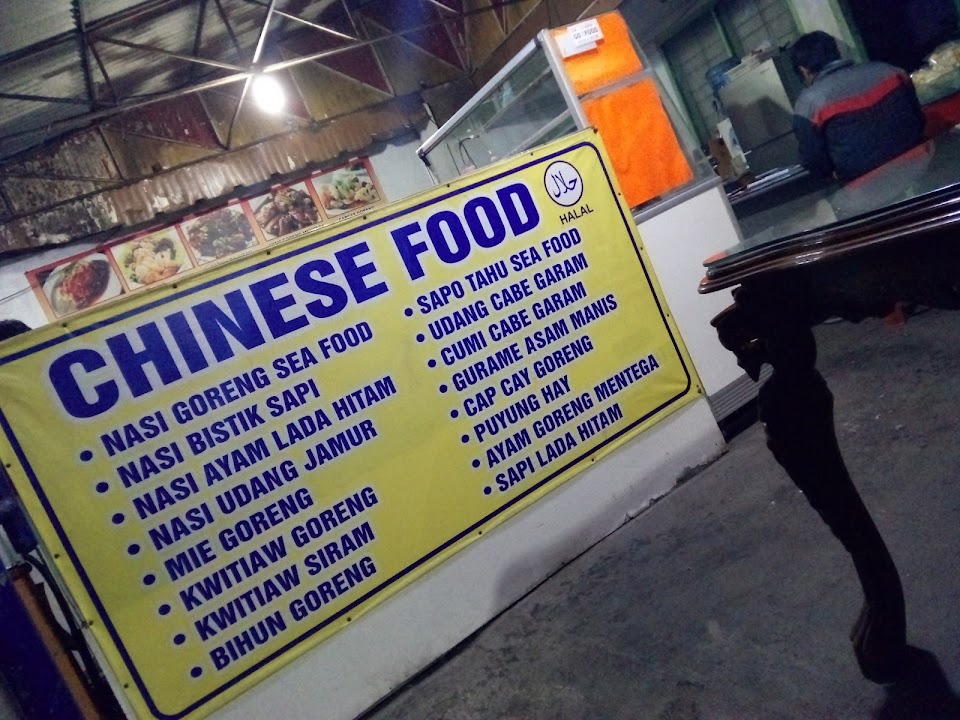 CHINESE FOOD
حلال
HALAL
• NASI GORENG SEA FOOD
• NASI BISTIK SAPI
• NASI AYAM LADA HITAM
• NASI UDANG JAMUR
• MIE GORENG
• KWITIAW GORENG
• KWITIAW SIRAM
• BIHUN GORENG
• SAPO TAHU SEA FOOD
• UDANG CABE GARAM
• CUMI CABE GARAM
• GURAME ASAM MANIS
• CAP CAY GORENG
• PUYUNG HAY
• AYAM GORENG MENTEGA
• SAPI LADA HITAM